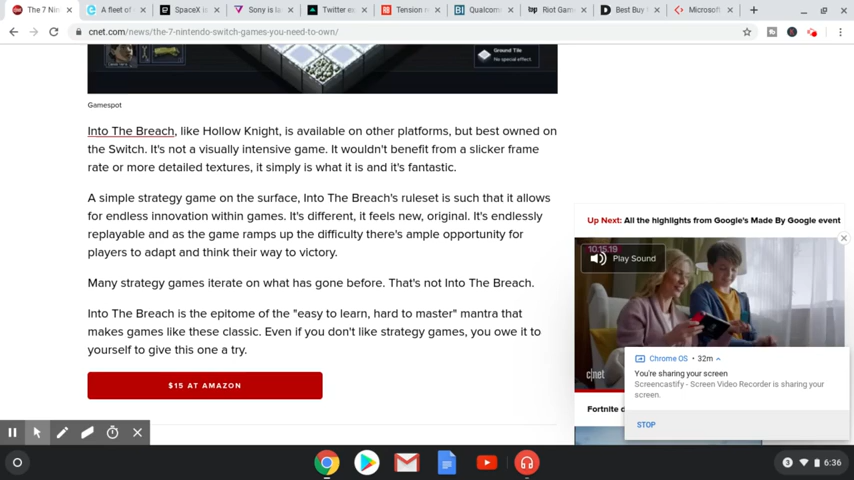 The 7 Nin
A fleet of
SpaceX in
Sony is la
Twitter ex
Tension r
Qualcom
Riot Gam
Best Buy
Microsoft
cnet.com/news/the-7-nintendo-switch-games-you-need-to-own/
Ground Tile
No special effect
Gamespot
Into The Breach, like Hollow Knight, is available on other platforms, but best owned on
the Switch. It's not a visually intensive game. It wouldn't benefit from a slicker frame
rate or more detailed textures, it simply is what it is and it's fantastic.
A simple strategy game on the surface, Into The Breach's ruleset is such that it allows
for endless innovation within games. It's different, it feels new, original. It's endlessly
replayable and as the game ramps up the difficulty there's ample opportunity for
players to adapt and think their way to victory.
Many strategy games iterate on what has gone before. That's not Into The Breach.
Into The Breach is the epitome of the "easy to learn, hard to master" mantra that
makes games like these classic. Even if you don't like strategy games, you owe it to
yourself to give this one a try.
$15 AT AMAZON
Up Next: All the highlights from Google's Made By Google event
10.15.19
Play Sound
c|net
Fortnite d
Chrome OS • 32m
You're sharing your screen
Screencastify - Screen Video Recorder is sharing your
screen.
STOP
3
6:36